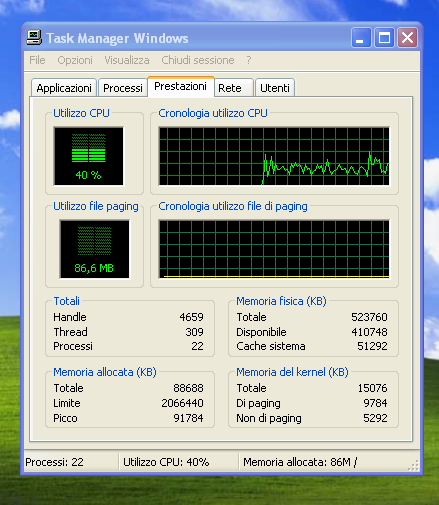 Task Manager Windows
File Opzioni Visualizza Chiudi sessione ?
Applicazioni Processi Prestazioni Rete Utenti
Utilizzo CPU
40 %
Cronologia utilizzo CPU
Utilizzo file paging
86,6 MB
Cronologia utilizzo file di paging
Totali
Handle 4659
Thread 309
Processi 22
Memoria fisica (KB)
Totale 523760
Disponibile 410748
Cache sistema 51292
Memoria allocata (KB)
Totale 88688
Limite 2066440
Picco 91784
Memoria del kernel (KB)
Totale 15076
Di paging 9784
Non di paging 5292
Processi: 22 Utilizzo CPU: 40% Memoria allocata: 86M /